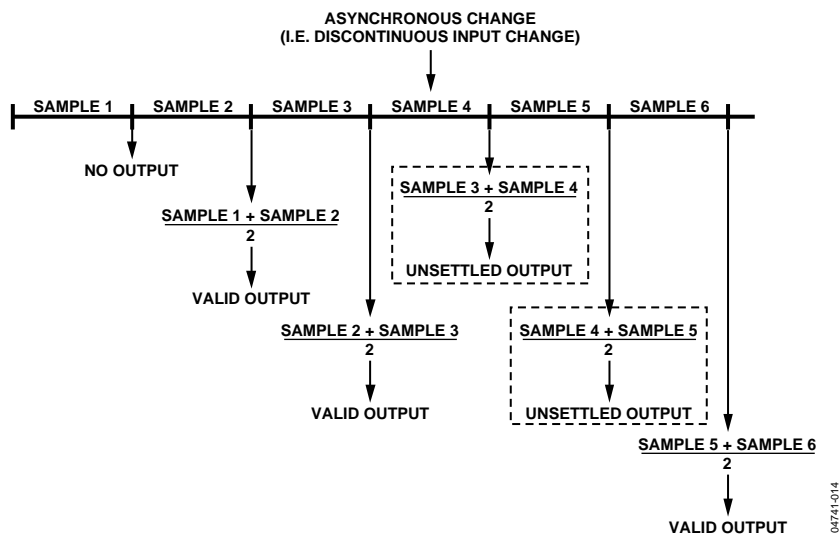 ASYNCHRONOUS CHANGE
(I.E. DISCONTINUOUS INPUT CHANGE)
SAMPLE 1 SAMPLE 2 SAMPLE 3 SAMPLE 4 SAMPLE 5 SAMPLE 6
NO OUTPUT
SAMPLE 1 + SAMPLE 2
2
VALID OUTPUT
SAMPLE 2 + SAMPLE 3
2
VALID OUTPUT
SAMPLE 3 + SAMPLE 4
2
UNSETTLED OUTPUT
SAMPLE 4 + SAMPLE 5
2
UNSETTLED OUTPUT
SAMPLE 5 + SAMPLE 6
2
VALID OUTPUT
04741-014